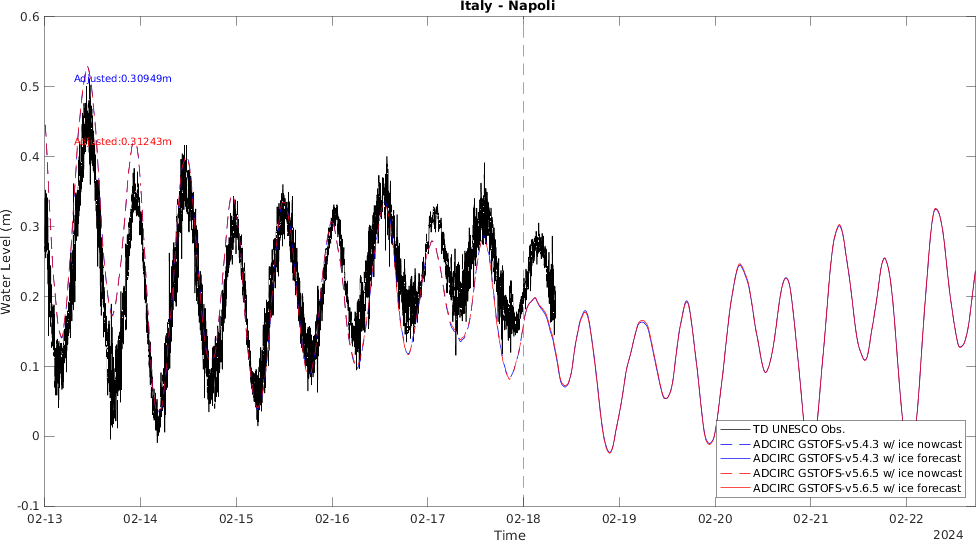 Italy - Napoli
0.6
0.5
0.4
0.3
0.2
0.1
0
-0.1
Water Level (m)
Adjusted:0.30949m
Adjusted:0.31243m
TD UNESCO Obs.
ADCIRC GSTOFS-v5.4.3 w/ ice nowcast
ADCIRC GSTOFS-v5.4.3 w/ ice forecast
ADCIRC GSTOFS-v5.6.5 w/ ice nowcast
ADCIRC GSTOFS-v5.6.5 w/ ice forecast
02-13 02-14 02-15 02-16 02-17 02-18 02-19 02-20 02-21 02-22
Time
2024